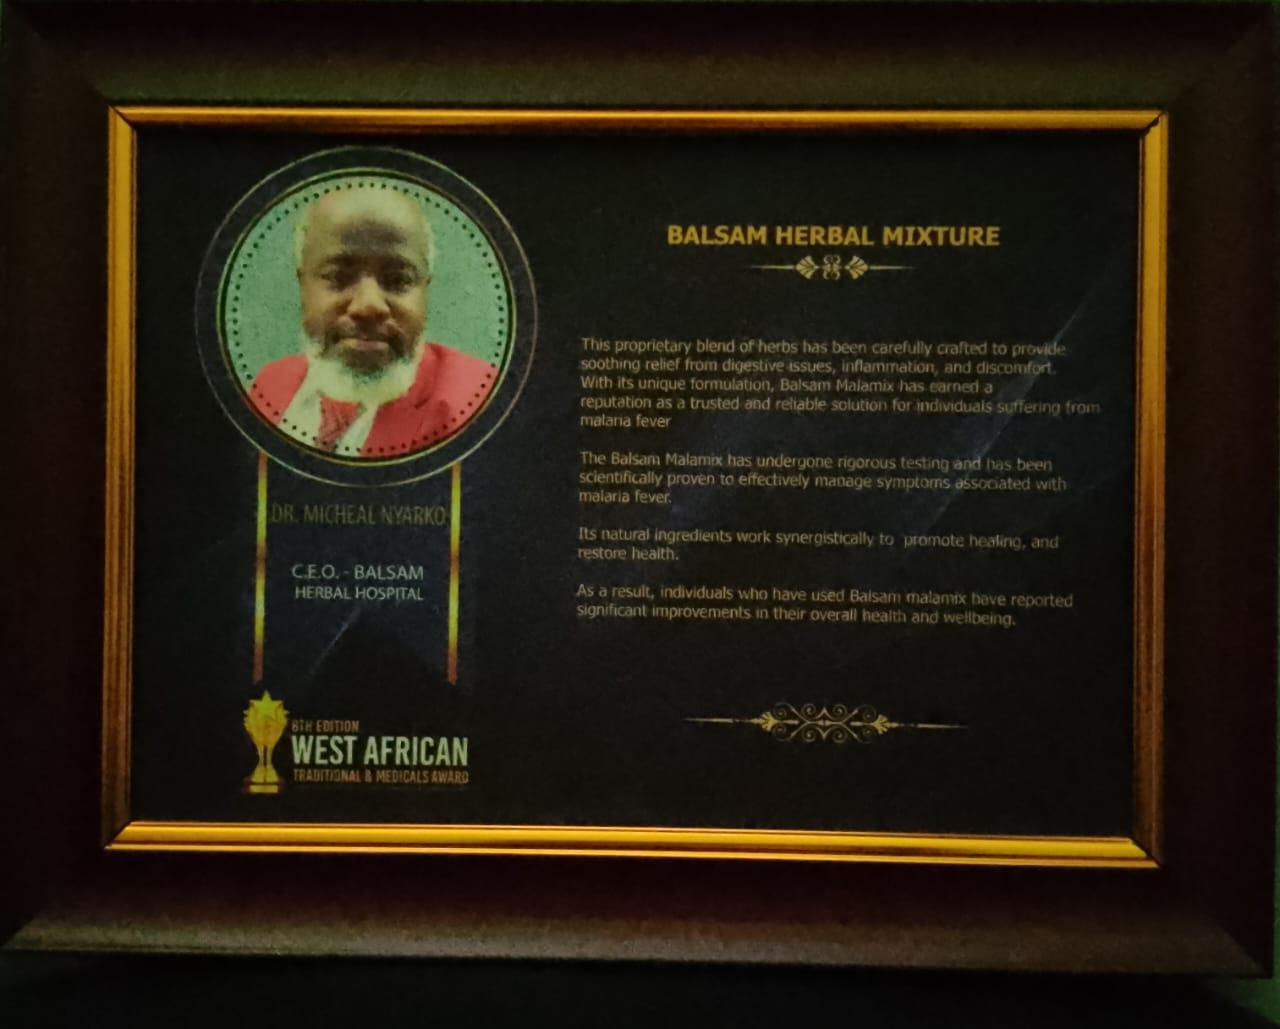 BALSAM HERBAL MIXTURE
This proprietary blend of herbs has been carefully crafted to provide
soothing relief from digestive issues, inflammation, and discomfort.
With its unique formulation, Balsam Malamix has earned a
reputation as a trusted and reliable solution for individuals suffering from
malaria fever
The Balsam Malamix has undergone rigorous testing and has been
scientifically proven to effectively manage symptoms associated with
malaria fever.
Its natural ingredients work synergistically to promote healing, and
restore health.
As a result, individuals who have used Balsam malamix have reported
significant improvements in their overall health and wellbeing.
DR. MICHEAL NYARKO
C.E.O. - BALSAM
HERBAL HOSPITAL
8TH EDITION
WEST AFRICAN
TRADITIONAL & MEDICALS AWARD